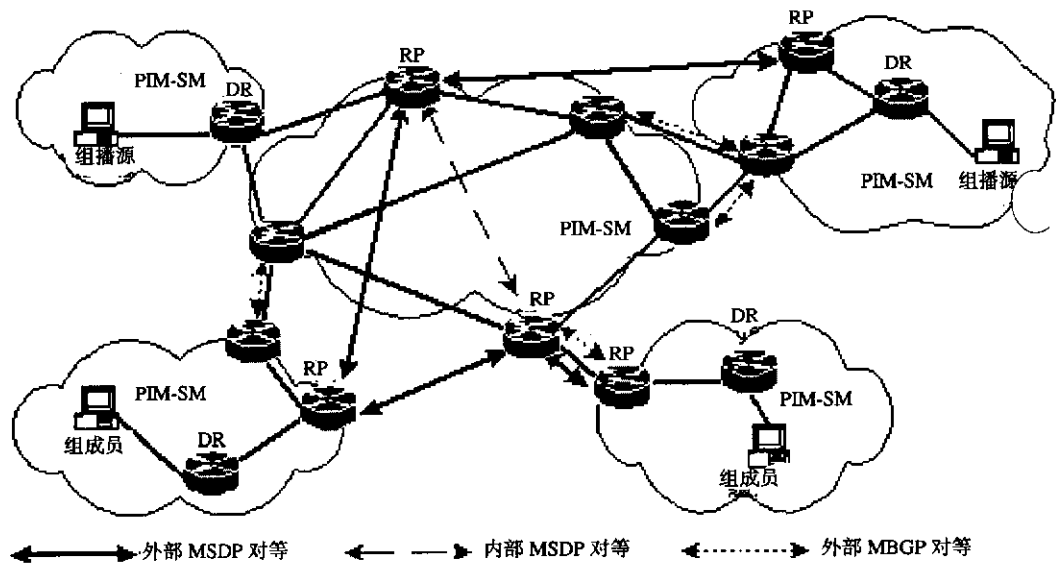 RP
RP
PIM-SM
DR
DR
组播源
PIM-SM
组播源
PIM-SM
RP
DR
RP
RP
PIM-SM
PIM-SM
组成员
DR
组成员
外部 MSDP 对等
内部 MSDP 对等
外部 MBGP 对等